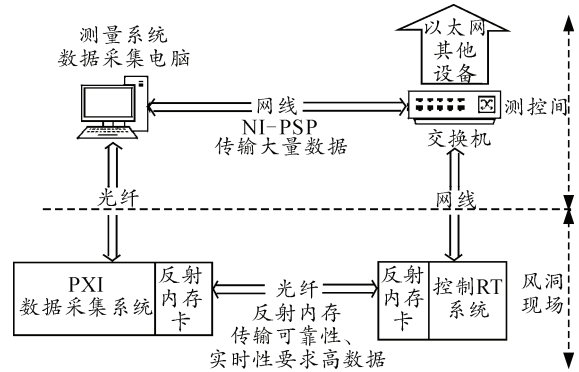 以太网
其他
设备
测量系统
数据采集电脑
网线
NI-PSP
传输大量数据
交换机
测控间
光纤
网线
PXI
数据采集系统
反射
内存
卡
光纤
反射内存
传输可靠性、
实时性要求高数据
反射
内存
卡
控制RT
系统
风洞
现场